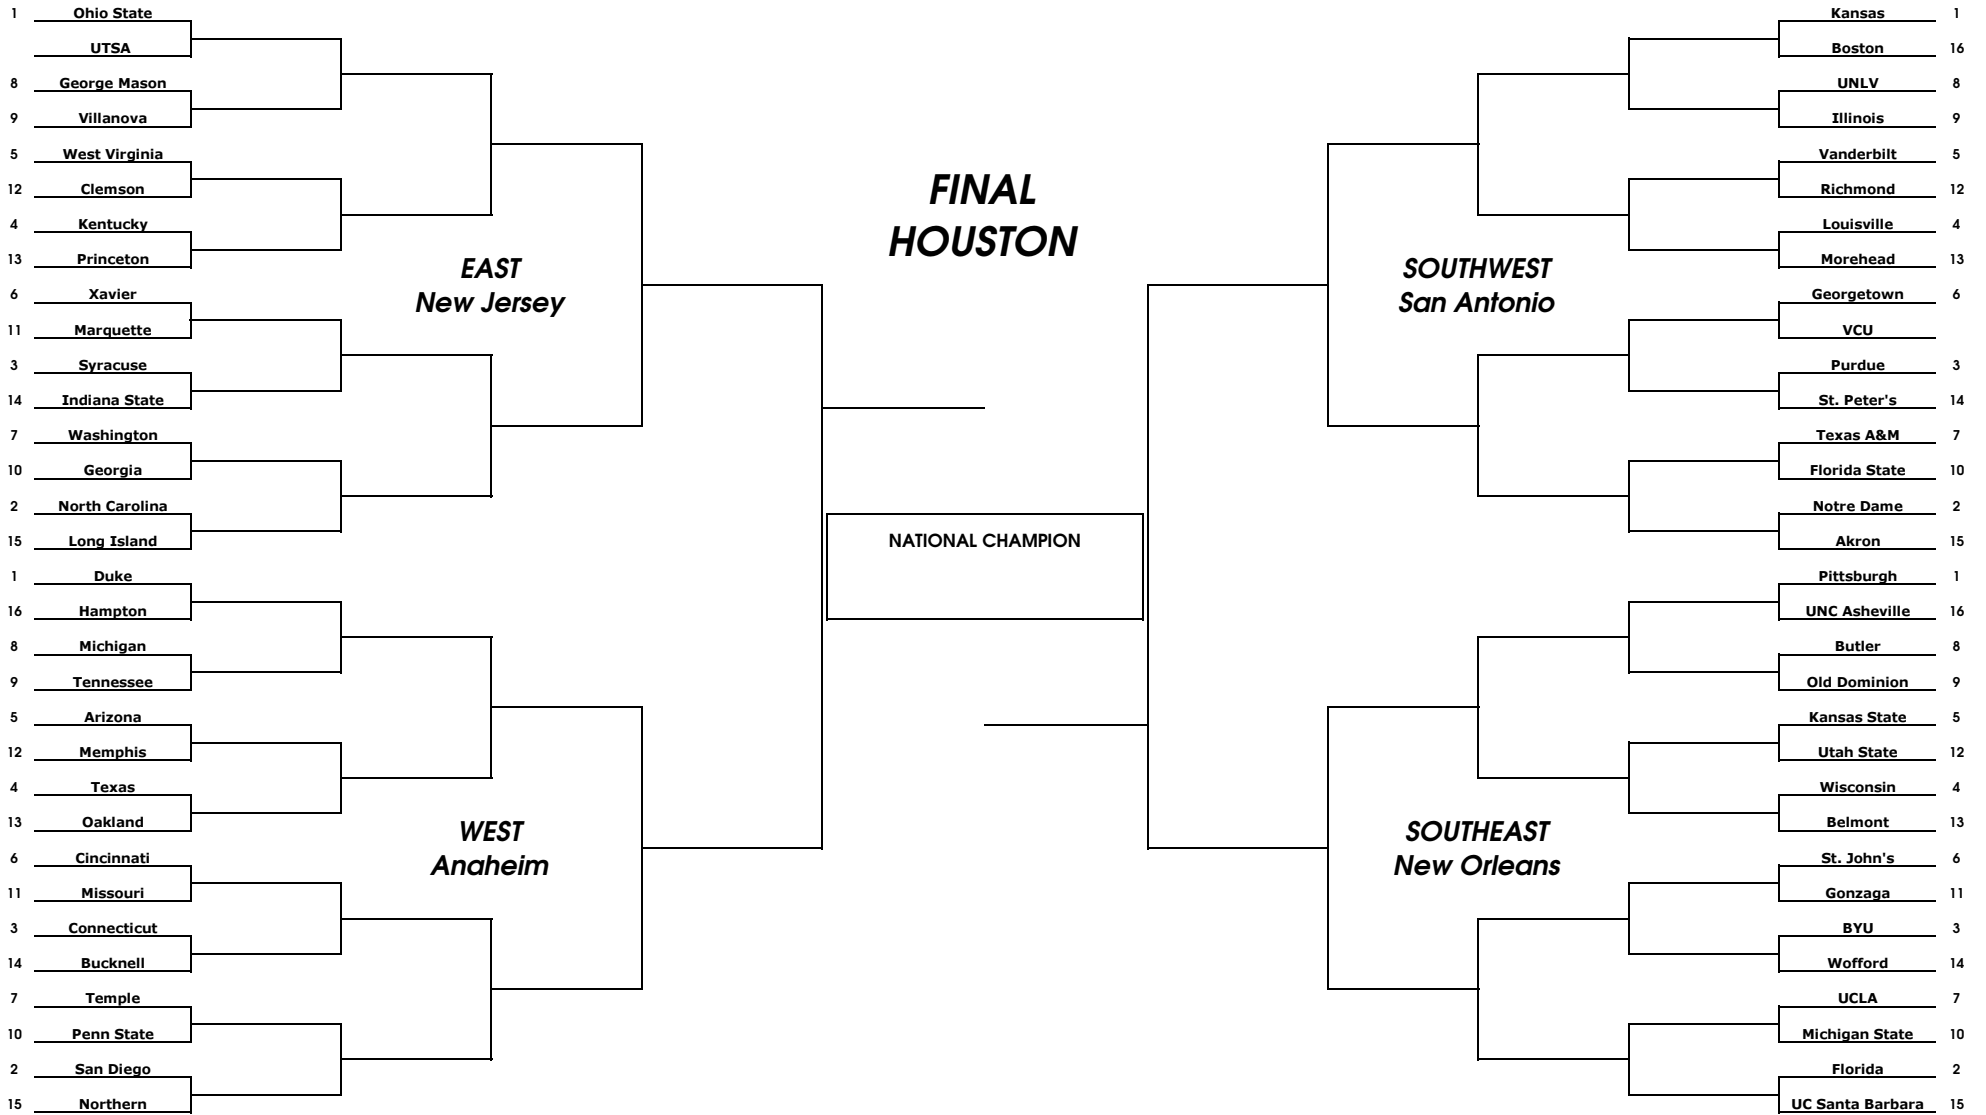 1 Ohio State
UTSA
8 George Mason
9 Villanova
5 West Virginia
12 Clemson
4 Kentucky
13 Princeton
6 Xavier
11 Marquette
3 Syracuse
14 Indiana State
7 Washington
10 Georgia
2 North Carolina
15 Long Island
EAST
New Jersey
1 Duke
16 Hampton
8 Michigan
9 Tennessee
5 Arizona
12 Memphis
4 Texas
13 Oakland
6 Cincinnati
11 Missouri
3 Connecticut
14 Bucknell
7 Temple
10 Penn State
2 San Diego
15 Northern
WEST
Anaheim
FINAL
HOUSTON
NATIONAL CHAMPION
Kansas 1
Boston 16
UNLV 8
Illinois 9
Vanderbilt 5
Richmond 12
Louisville 4
Morehead 13
Georgetown 6
VCU
Purdue 3
St. Peter's 14
Texas A&M 7
Florida State 10
Notre Dame 2
Akron 15
SOUTHWEST
San Antonio
Pittsburgh 1
UNC Asheville 16
Butler 8
Old Dominion 9
Kansas State 5
Utah State 12
Wisconsin 4
Belmont 13
St. John's 6
Gonzaga 11
BYU 3
Wofford 14
UCLA 7
Michigan State 10
Florida 2
UC Santa Barbara 15
SOUTHEAST
New Orleans